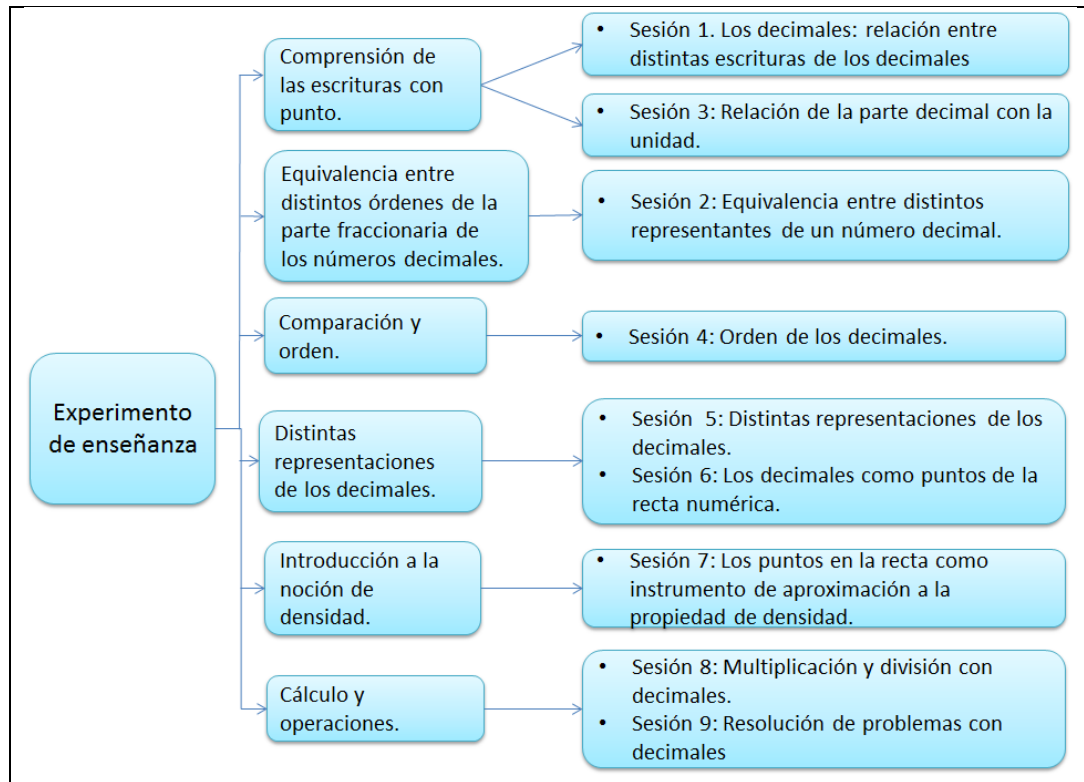 Experimento
de enseñanza
Comprensión de
las escrituras con
punto.
• Sesión 1. Los decimales: relación entre
distintas escrituras de los decimales
• Sesión 3: Relación de la parte decimal con la
unidad.
Equivalencia entre
distintos órdenes de la
parte fraccionaria de
los números decimales.
• Sesión 2: Equivalencia entre distintos
representantes de un número decimal.
Comparación y
orden.
• Sesión 4: Orden de los decimales.
Distintas
representaciones
de los decimales.
• Sesión 5: Distintas representaciones de los
decimales.
• Sesión 6: Los decimales como puntos de la
recta numérica.
Introducción a la
noción de
densidad.
• Sesión 7: Los puntos en la recta como
instrumento de aproximación a la
propiedad de densidad.
Cálculo y
operaciones.
• Sesión 8: Multiplicación y división con
decimales.
• Sesión 9: Resolución de problemas con
decimales